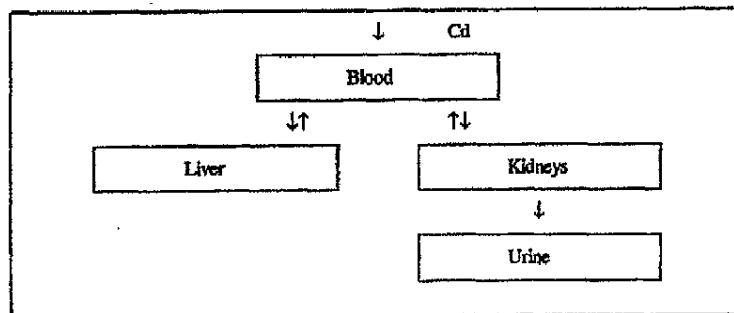 ↓ Cd
Blood
↓↑ ↑↓
Liver Kidneys
↓
Urine